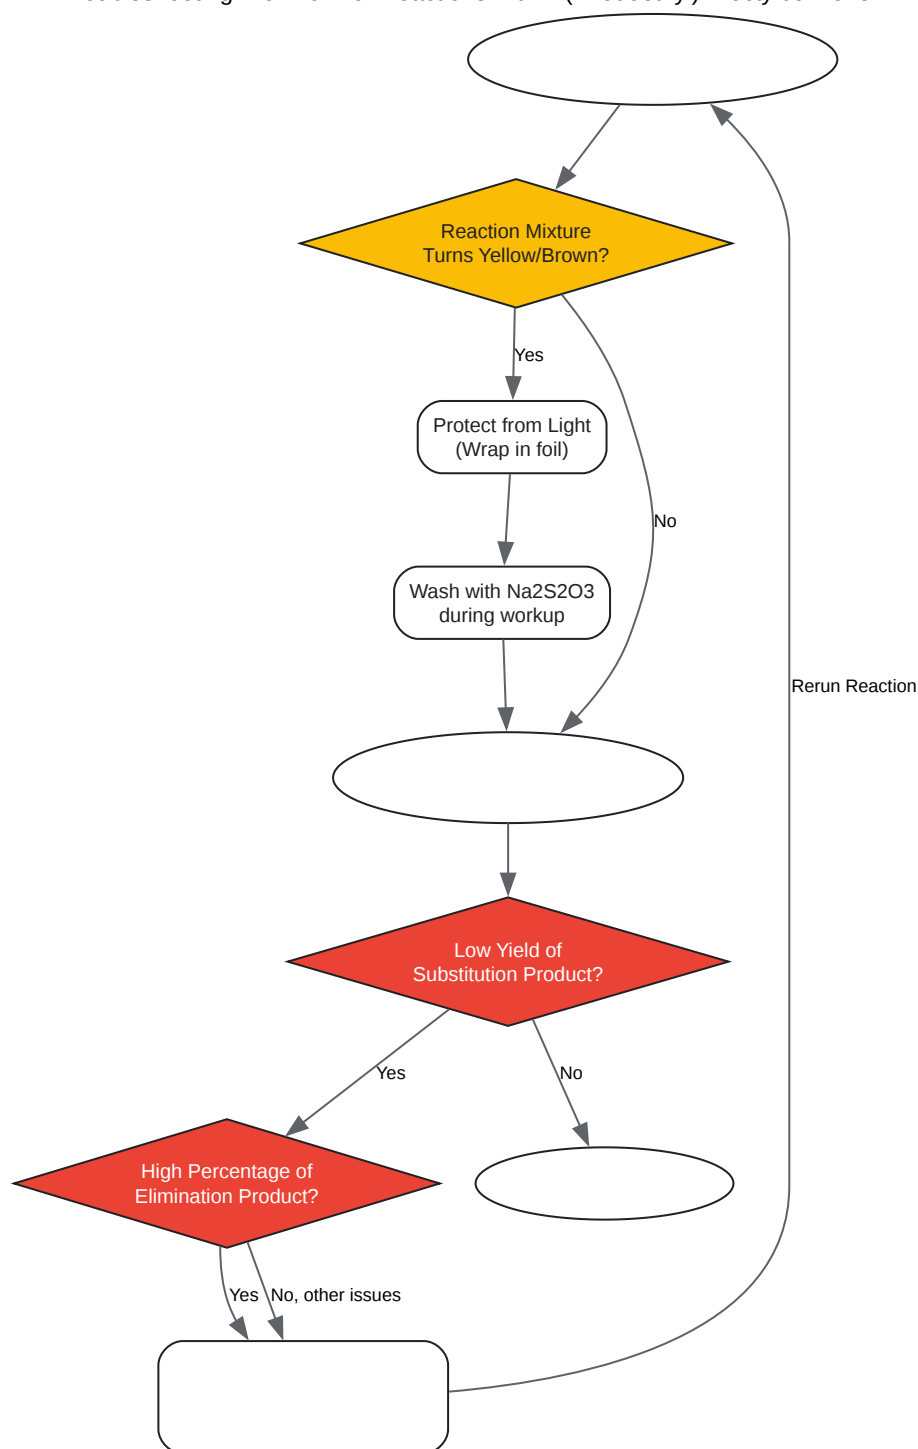 Reaction Mixture
Turns Yellow/Brown?
Yes
Protect from Light
(Wrap in foil)
No
Wash with Na2S2O3
during workup
Rerun Reaction
Low Yield of
Substitution Product?
Yes
No
High Percentage of
Elimination Product?
Yes
No, other issues